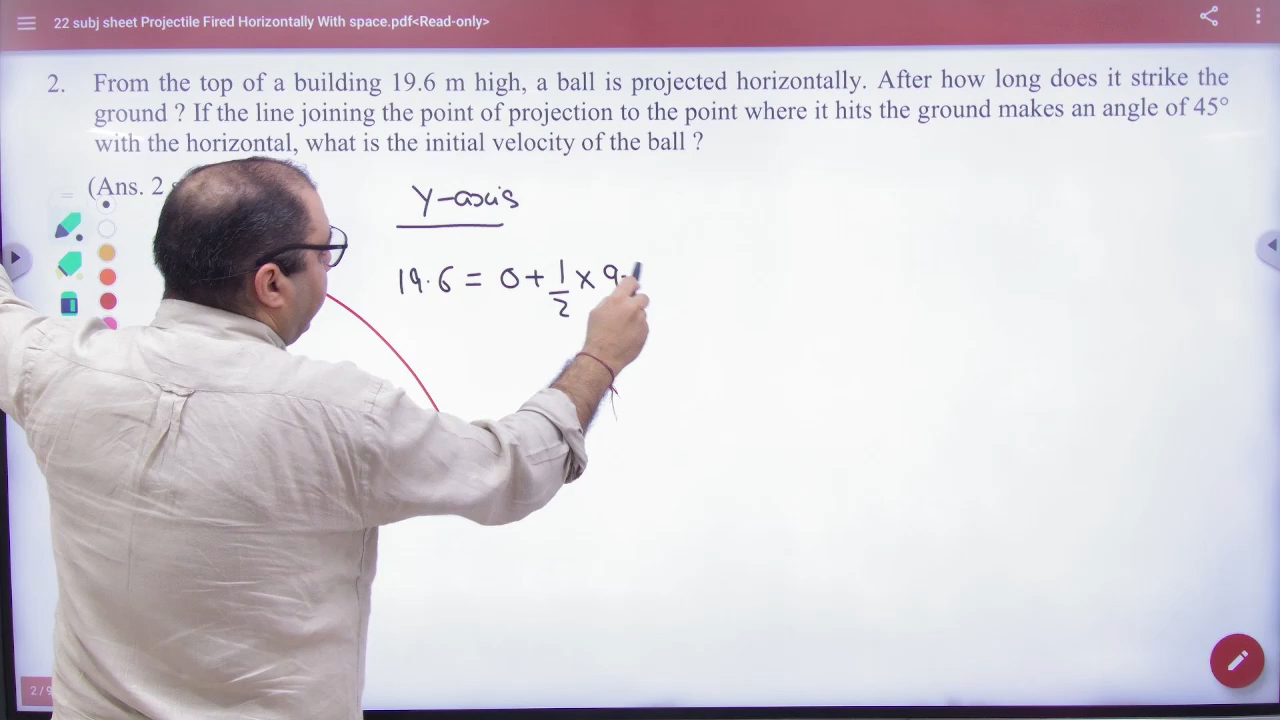 22 subj sheet Projectile Fired Horizontally With space.pdf<Read-only>
2. From the top of a building 19.6 m high, a ball is projected horizontally. After how long does it strike the
ground ? If the line joining the point of projection to the point where it hits the ground makes an angle of 45°
with the horizontal, what is the initial velocity of the ball ?
(Ans. 2
Y-axis
19.6 = 0 + 1/2 × 9.
2/9